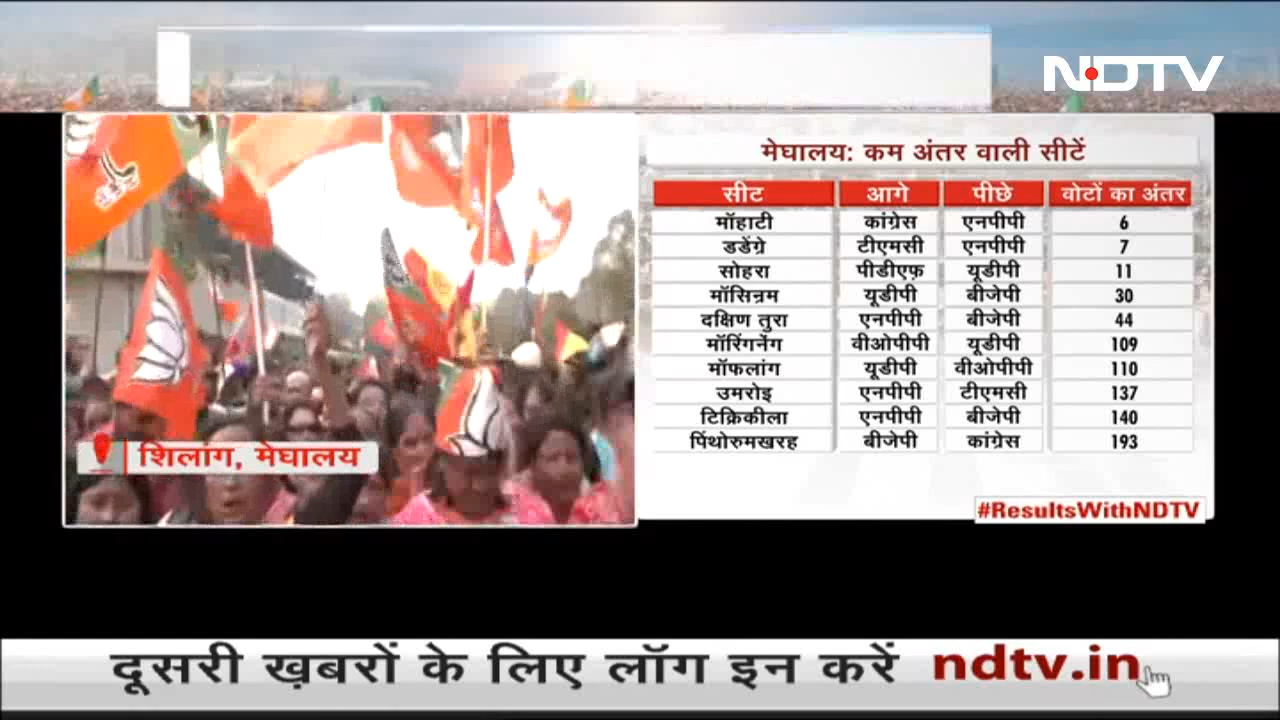 NDTV
मेघालय: कम अंतर वाली सीटें
सीट आगे पीछे वोटों का अंतर
मॉहाटी कांग्रेस एनपीपी 6
डडेंग्रे टीएमसी एनपीपी 7
सोहरा पीडीएफ़ यूडीपी 11
मॉसिन्रम यूडीपी बीजेपी 30
दक्षिण तुरा एनपीपी बीजेपी 44
मॉरिंगनेंग वीओपीपी यूडीपी 109
मॉफलांग यूडीपी वीओपीपी 110
उमरोइ एनपीपी टीएमसी 137
टिक्रिकीला एनपीपी बीजेपी 140
पिंथोरुमखरह बीजेपी कांग्रेस 193
शिलांग, मेघालय
#ResultsWithNDTV
दूसरी ख़बरों के लिए लॉग इन करें ndtv.in